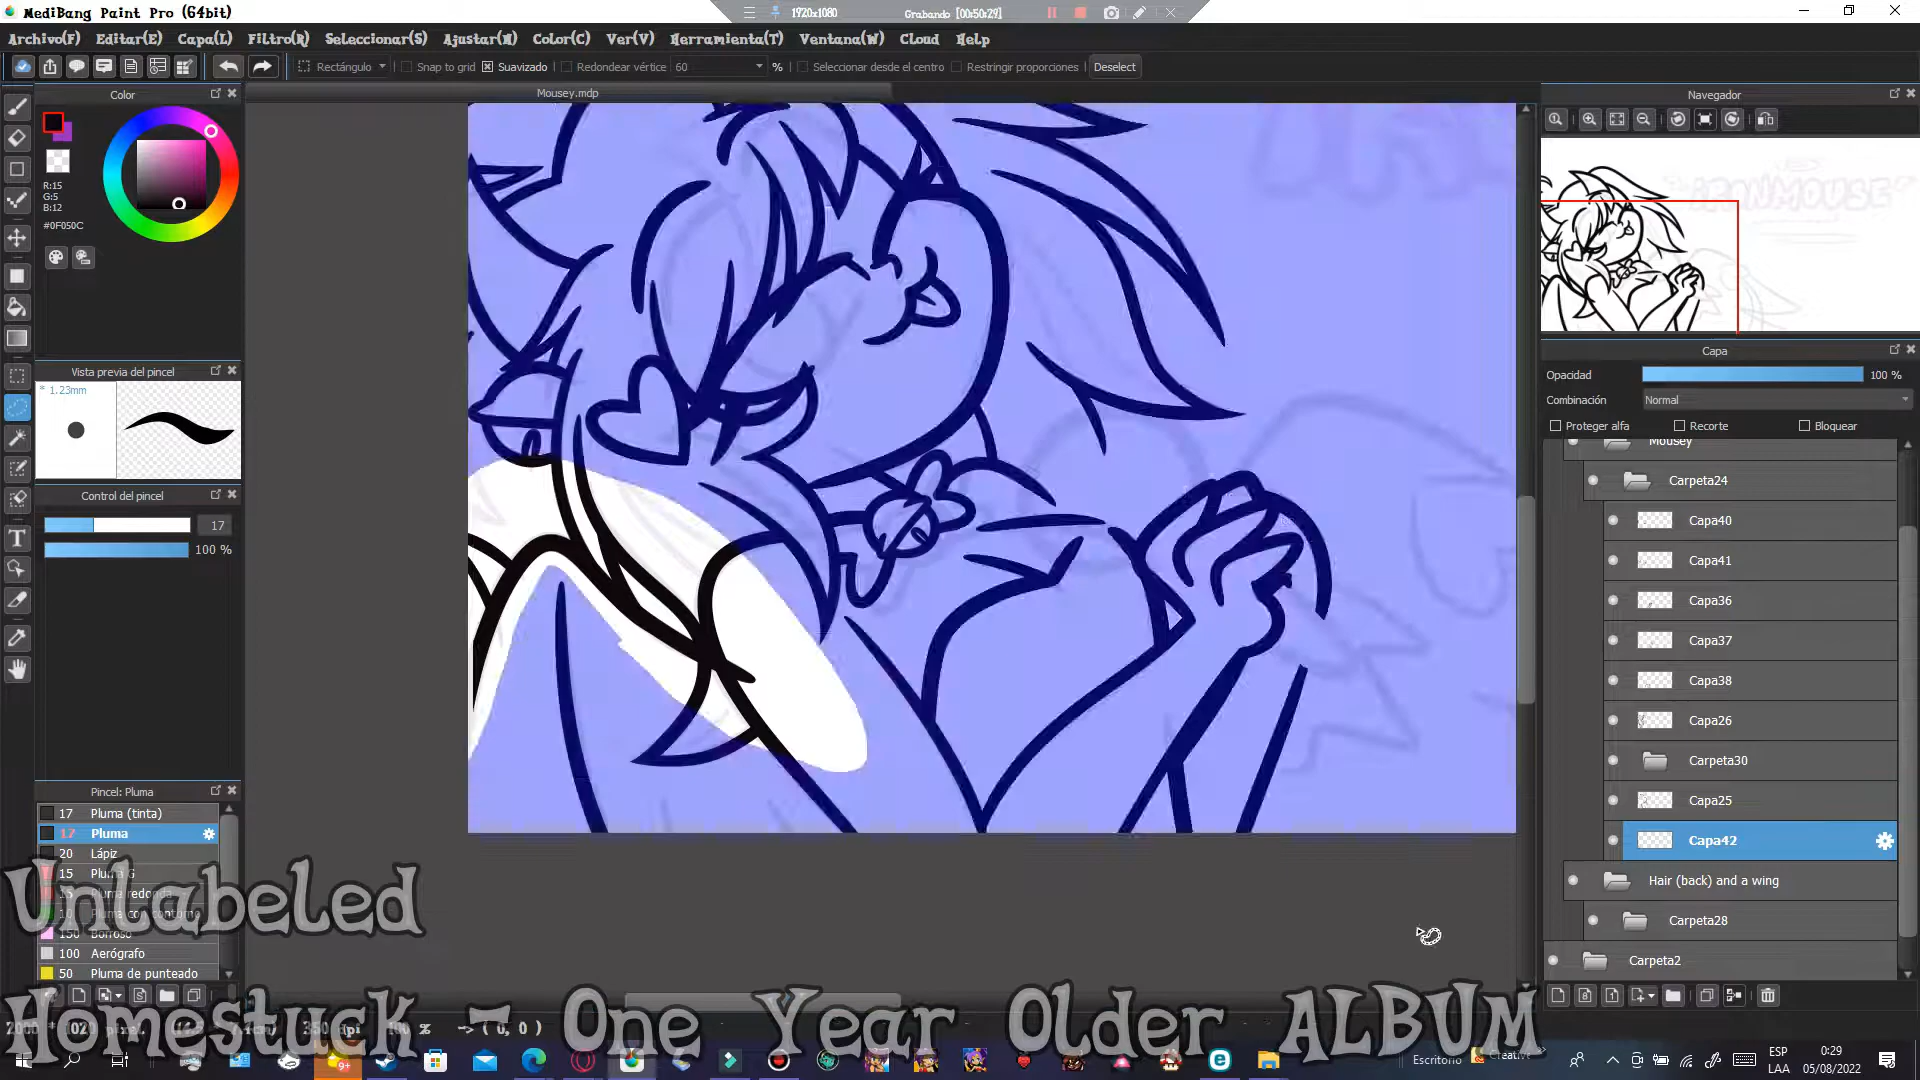 MediBang Paint Pro (64bit)
1920x1080
Grabando [00:50:29]
Archivo(F) Editar(E) Capa(L) Filtro(R) Seleccionar(S) Ajustar(N) Color(C) Ver(V) Herramienta(T) Ventana(W) Cloud Help
Rectángulo Snap to grid Suavizado Redondear vértice 60 % Seleccionar desde el centro Restringir proporciones Deselect
Color
Mousey.mdp
Navegador
R:15
G:5
B:12
#0F050C
IRONMOUSE
Capa
Opacidad 100 %
Combinación Normal
Proteger alfa Recorte Bloquear
Vista previa del pincel
* 1.23mm
Mousey
Carpeta24
Capa40
Capa41
Capa36
Capa37
Capa38
Capa26
Carpeta30
Capa25
Capa42
Hair (back) and a wing
Carpeta28
Carpeta2
Control del pincel
17
100 %
Pincel: Pluma
17 Pluma (tinta)
17 Pluma
20 Lápiz
15 Pluma G
Pluma redonda
Pluma con contorno
150 Borroso
100 Aerógrafo
50 Pluma de punteado
Unlabeled
Homestuck - One Year Older ALBUM
-> ( 0, 0 )
9+
Escritorio
Creative
ESP
LAA
0:29
05/08/2022